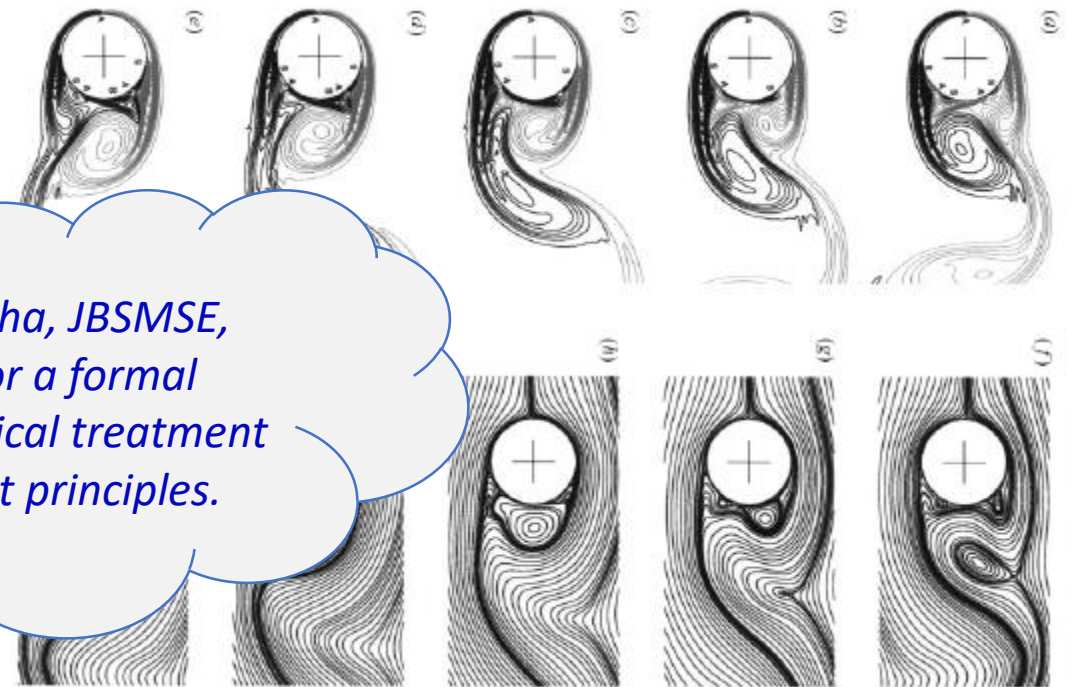 (e)
(d)
(c)
(b)
(a)
ha, JBSMSE,
or a formal
ical treatment
t principles.
(h)
(g)
(f)